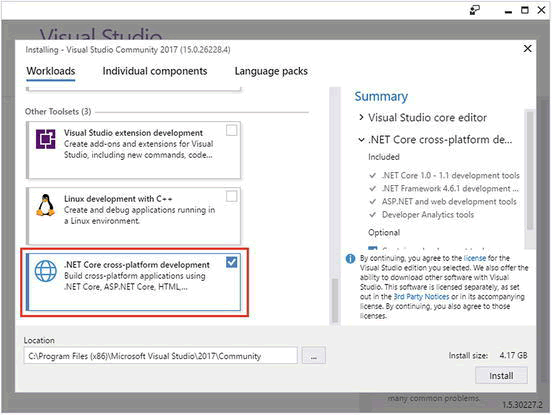 Visual Studio
Installing - Visual Studio Community 2017 (15.0.26228.4)
Workloads
Individual components
Language packs
Other Toolsets (3)
Visual Studio extension development
Create add-ons and extensions for Visual
Studio, including new commands, code...
Linux development with C++
Create and debug applications running in
a Linux environment.
.NET Core cross-platform development
Build cross-platform applications using
.NET Core, ASP.NET Core, HTML,...
Summary
Visual Studio core editor
.NET Core cross-platform de...
Included
.NET Core 1.0 - 1.1 development tools
.NET Framework 4.6.1 development ...
ASP.NET and web development tools
Developer Analytics tools
Optional
By continuing, you agree to the license for
the Visual Studio edition you selected. We also offer the
ability to download other software with Visual
Studio. This software is licensed separately, as set
out in the 3rd Party Notices or in its accompanying
license. By continuing, you also agree to those
licenses.
Location
C:\Program Files (x86)\Microsoft Visual Studio\2017\Community
...
Install size: 4.17 GB
Install
many common problems.
1.5.30227.2